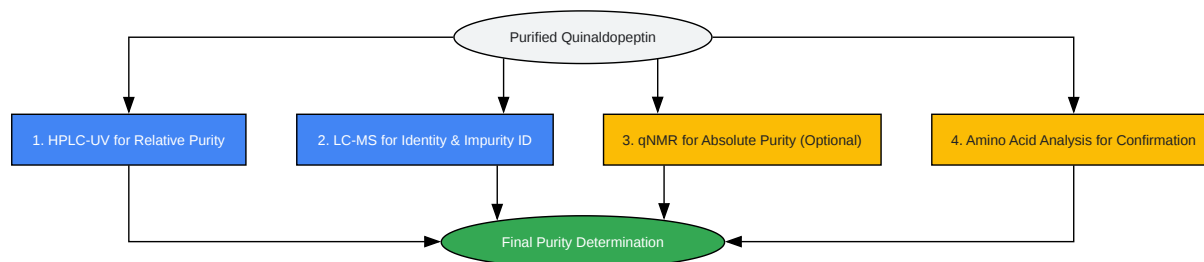 Purified Quinaldopeptin
1. HPLC-UV for Relative Purity
2. LC-MS for Identity & Impurity ID
3. qNMR for Absolute Purity (Optional)
4. Amino Acid Analysis for Confirmation
Final Purity Determination